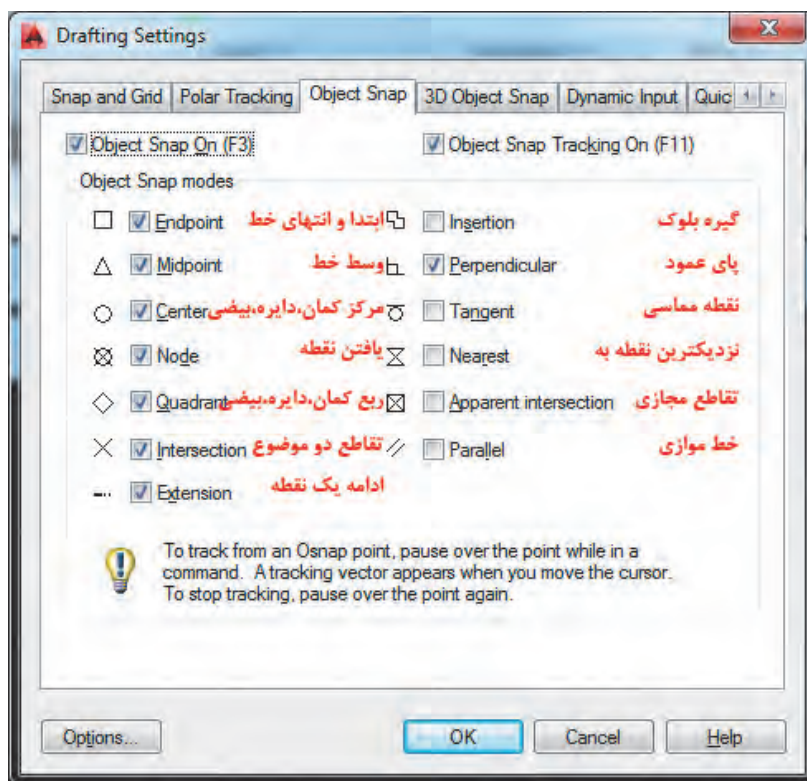 Drafting Settings
Snap and Grid Polar Tracking Object Snap 3D Object Snap Dynamic Input Quic
Object Snap On (F3) Object Snap Tracking On (F11)
Object Snap modes
Endpoint ابتدا و انتهای خط Insertion گیره بلوک
Midpoint وسط خط Perpendicular پای عمود
Center مرکز کمان،دایره،بیضی Tangent نقطه مماسی
Node یافتن نقطه Nearest نزدیکترین نقطه به
Quadrant ربع کمان،دایره،بیضی Apparent intersection تقاطع مجازی
Intersection تقاطع دو موضوع Parallel خط موازی
Extension ادامه یک نقطه
To track from an Osnap point, pause over the point while in a
command. A tracking vector appears when you move the cursor.
To stop tracking, pause over the point again.
Options... OK Cancel Help